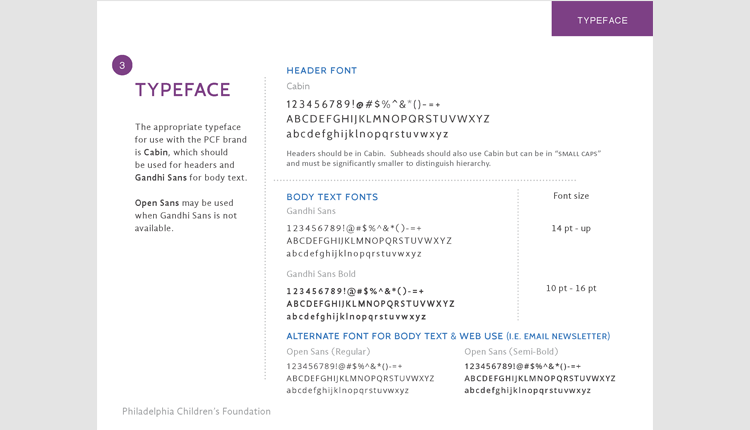 TYPEFACE
3
TYPEFACE
The appropriate typeface
for use with the PCF brand
is Cabin, which should
be used for headers and
Gandhi Sans for body text.
Open Sans may be used
when Gandhi Sans is not
available.
HEADER FONT
Cabin
123456789!@#$%^&*()-=+
ABCDEFGHIJKLMNOPQRSTUVWXYZ
abcdefghijklnopqrstuvwxyz
Headers should be in Cabin. Subheads should also use Cabin but can be in "SMALL CAPS"
and must be significantly smaller to distinguish hierarchy.
BODY TEXT FONTS
Gandhi Sans
123456789!@#$%^&*()-=+
ABCDEFGHIJKLMNOPQRSTUVWXYZ
abcdefghijklnopqrstuvwxyz
Gandhi Sans Bold
123456789!@#$%^&*()-=+
ABCDEFGHIJKLMNOPQRSTUVWXYZ
abcdefghijklnopqrstuvwxyz
Font size
14 pt - up
10 pt - 16 pt
ALTERNATE FONT FOR BODY TEXT & WEB USE (I.E. EMAIL NEWSLETTER)
Open Sans (Regular)
123456789!@#$%^&*()-=+
ABCDEFGHIJKLMNOPQRSTUVWXYZ
abcdefghijklnopqrstuvwxyz
Open Sans (Semi-Bold)
123456789!@#$%^&*()-=+
ABCDEFGHIJKLMNOPQRSTUVWXYZ
abcdefghijklnopqrstuvwxyz
Philadelphia Children's Foundation